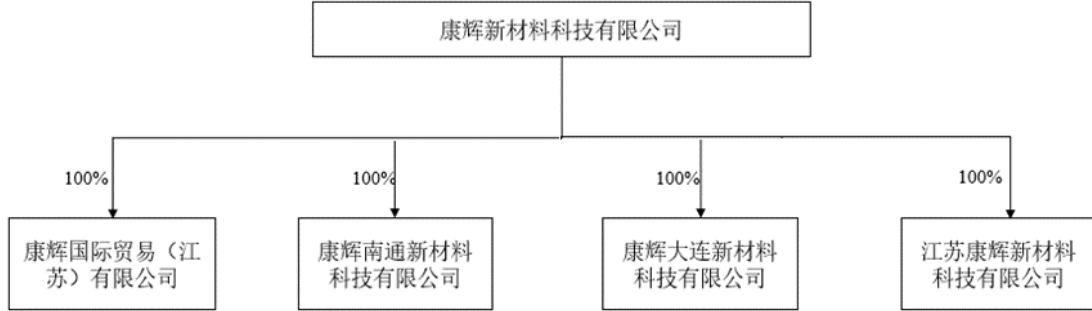 康辉新材料科技有限公司
100%
100%
100%
100%
康辉国际贸易（江
苏）有限公司
康辉南通新材料
科技有限公司
康辉大连新材料
科技有限公司
江苏康辉新材料
科技有限公司